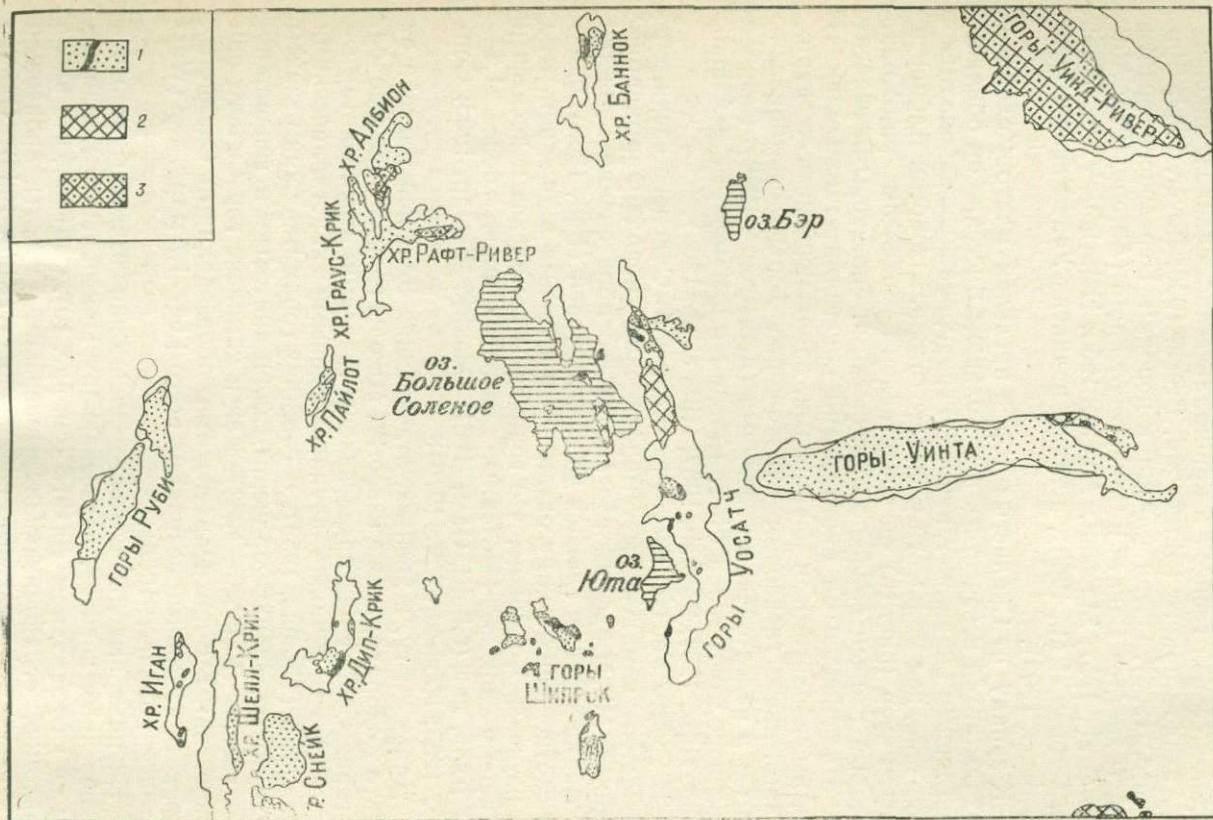 1
2
3
ХР. БАННОК
ГОРЫ УИНД-РИВЕР
ХР. АЛБИОН
оз. Бэр
ХР. ГРАУС-КРИК
ХР. РАФТ-РИВЕР
ХР. ПАЙЛОТ
оз.
Большое
Соленое
ГОРЫ УИНТА
ГОРЫ РУБИ
ГОРЫ УОСАТЧ
оз.
Юта
ХР. ИГАН
ХР. ШЕЛЛ-КРИК
ХР. ДИП-КРИК
ГОРЫ
Р. СНЕЙК